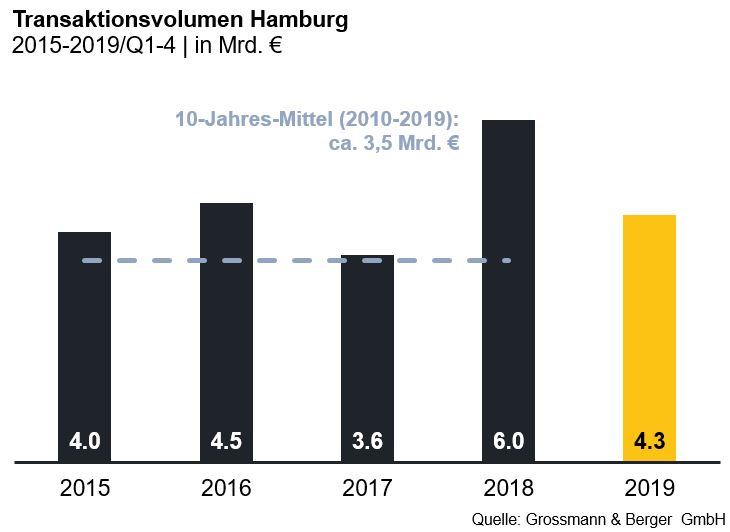 Transaktionsvolumen Hamburg
2015-2019/Q1-4 | in Mrd. €
10-Jahres-Mittel (2010-2019):
ca. 3,5 Mrd. €
4.0 4.5 3.6 6.0 4.3
2015 2016 2017 2018 2019
Quelle: Grossmann & Berger GmbH